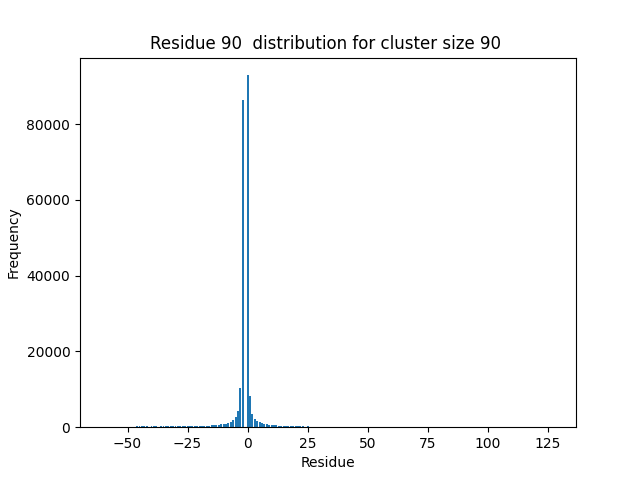 Residue 90  distribution for cluster size 90
Frequency
80000
60000
40000
20000
0
−50 −25 0 25 50 75 100 125
Residue